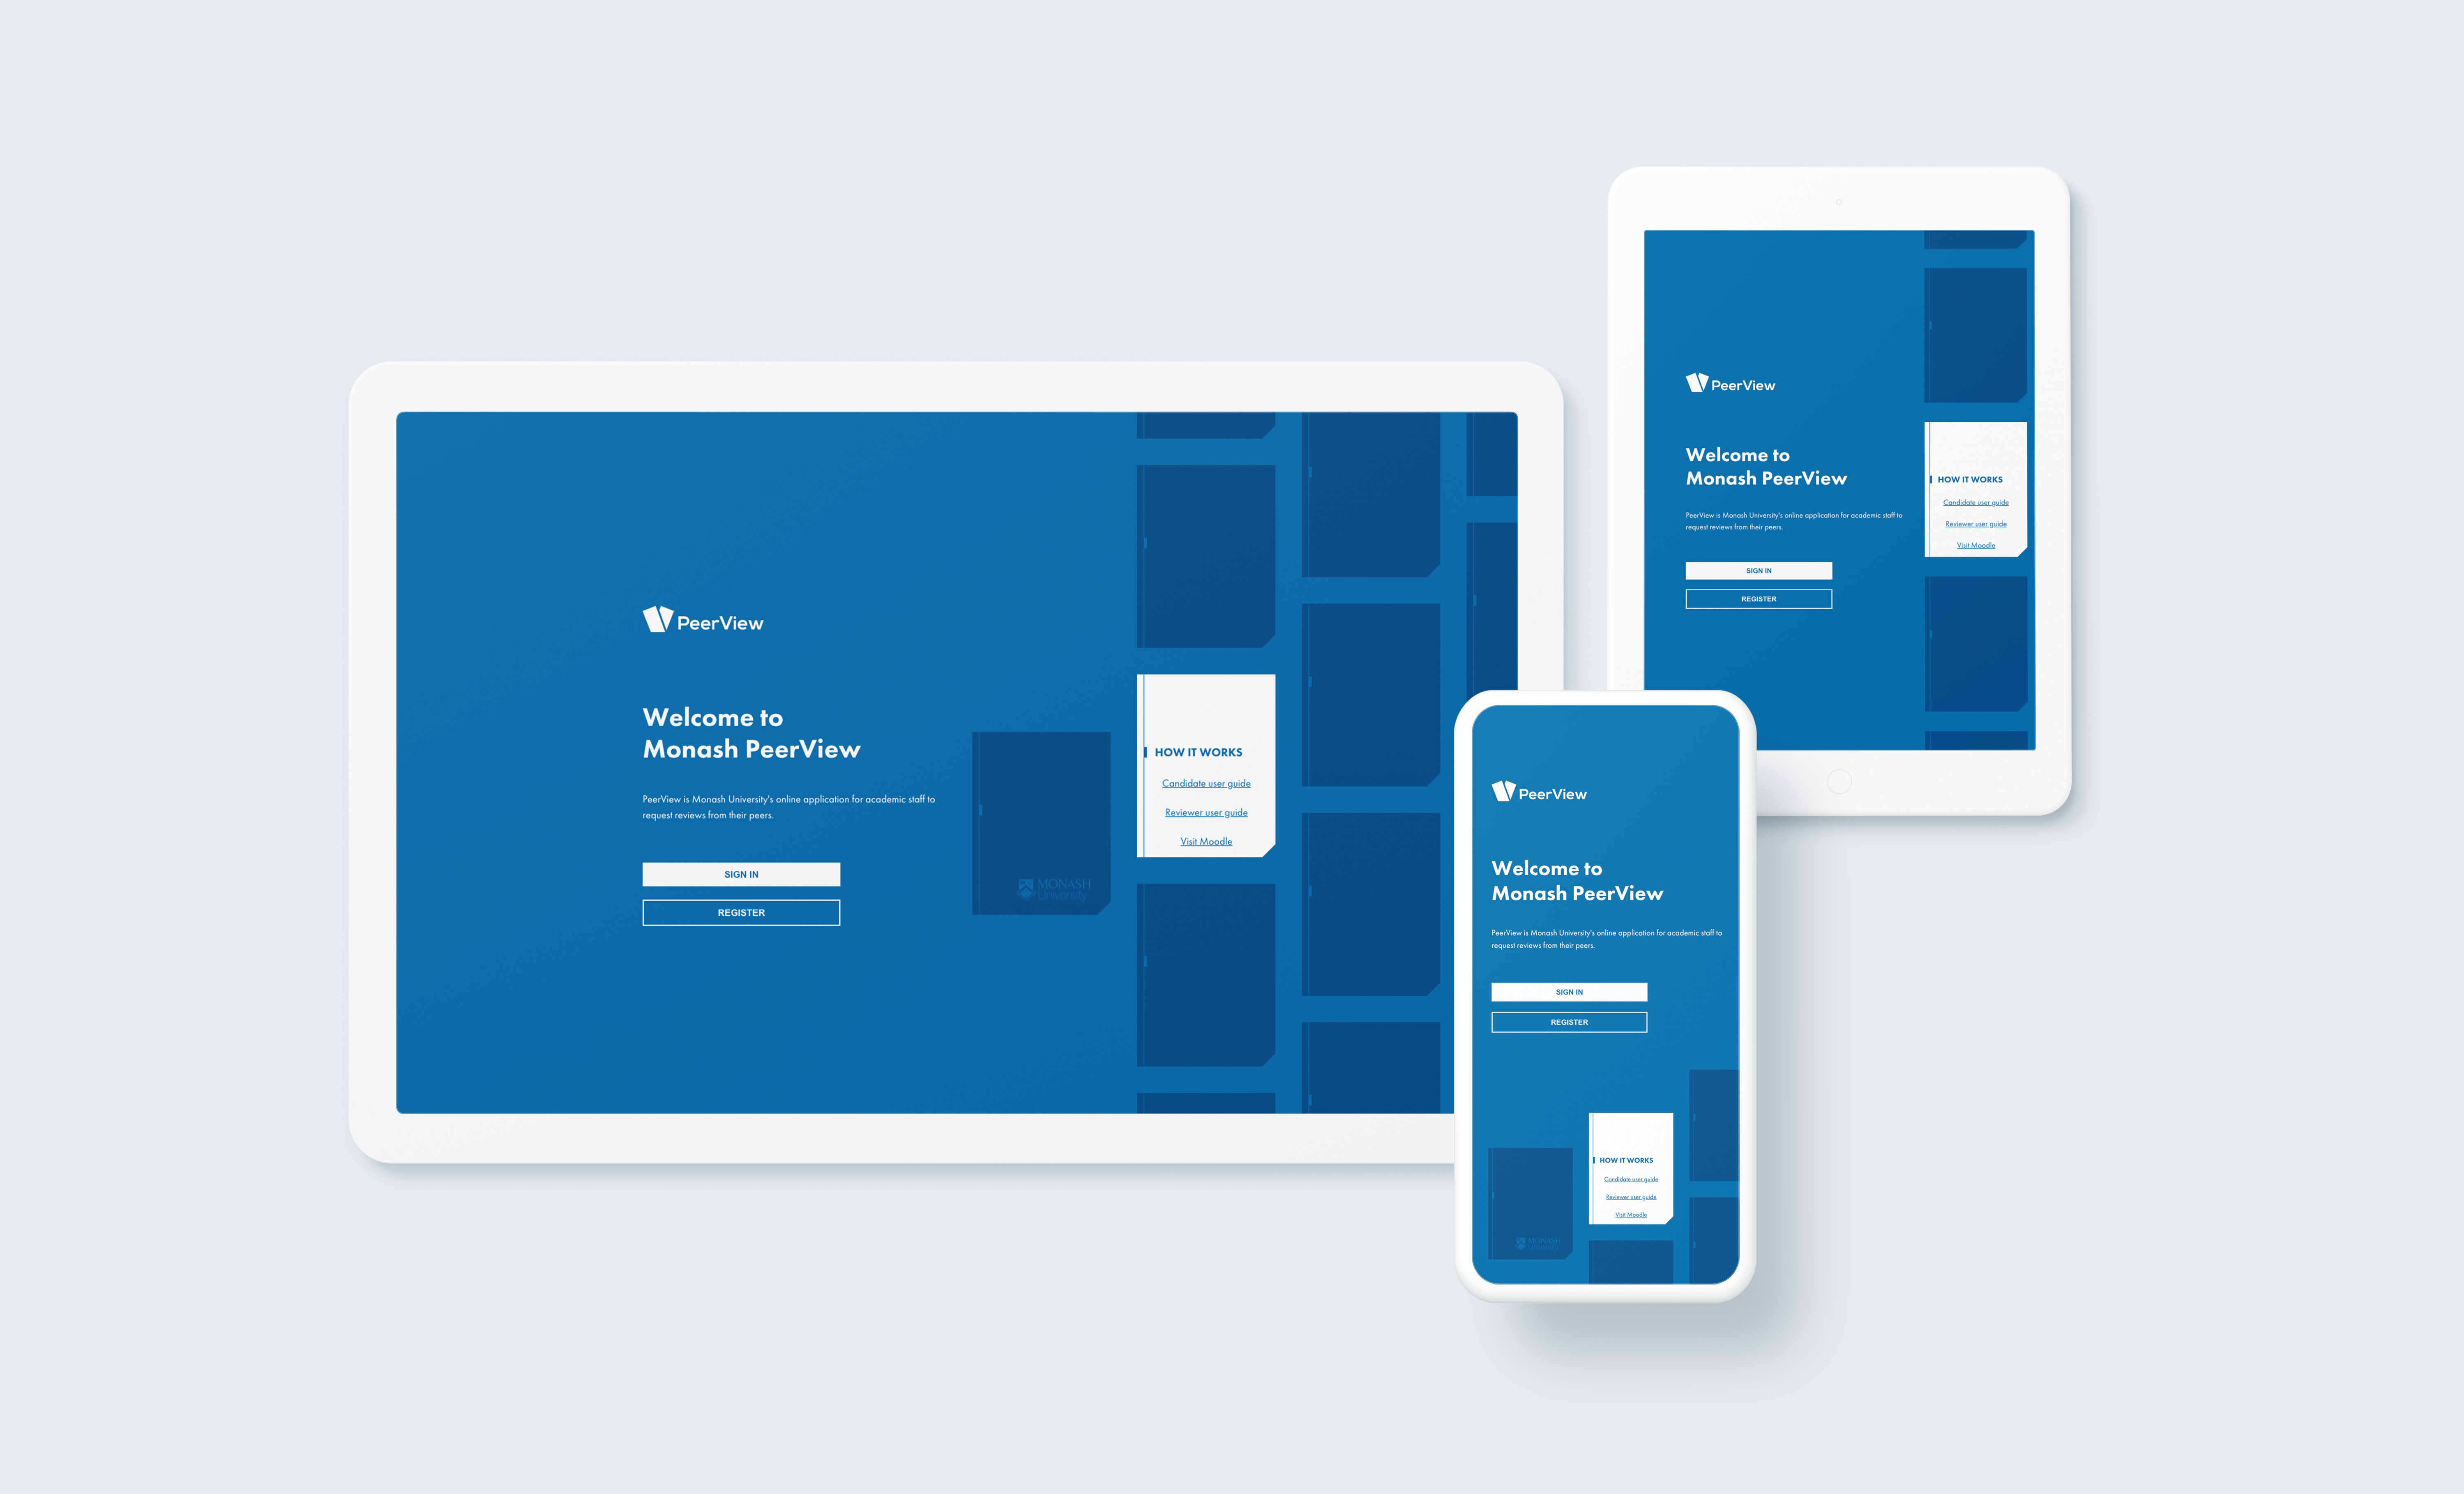 PeerView
Welcome to
Monash PeerView
PeerView is Monash University's online application for academic staff to
request reviews from their peers.
SIGN IN
REGISTER
MONASH
University
HOW IT WORKS
Candidate user guide
Reviewer user guide
Visit Moodle
PeerView
Welcome to
Monash PeerView
PeerView is Monash University's online application for academic staff to
request reviews from their peers.
SIGN IN
REGISTER
HOW IT WORKS
Candidate user guide
Reviewer user guide
Visit Moodle
PeerView
Welcome to
Monash PeerView
PeerView is Monash University's online application for academic staff to
request reviews from their peers.
SIGN IN
REGISTER
HOW IT WORKS
Candidate user guide
Reviewer user guide
Visit Moodle
MONASH
University